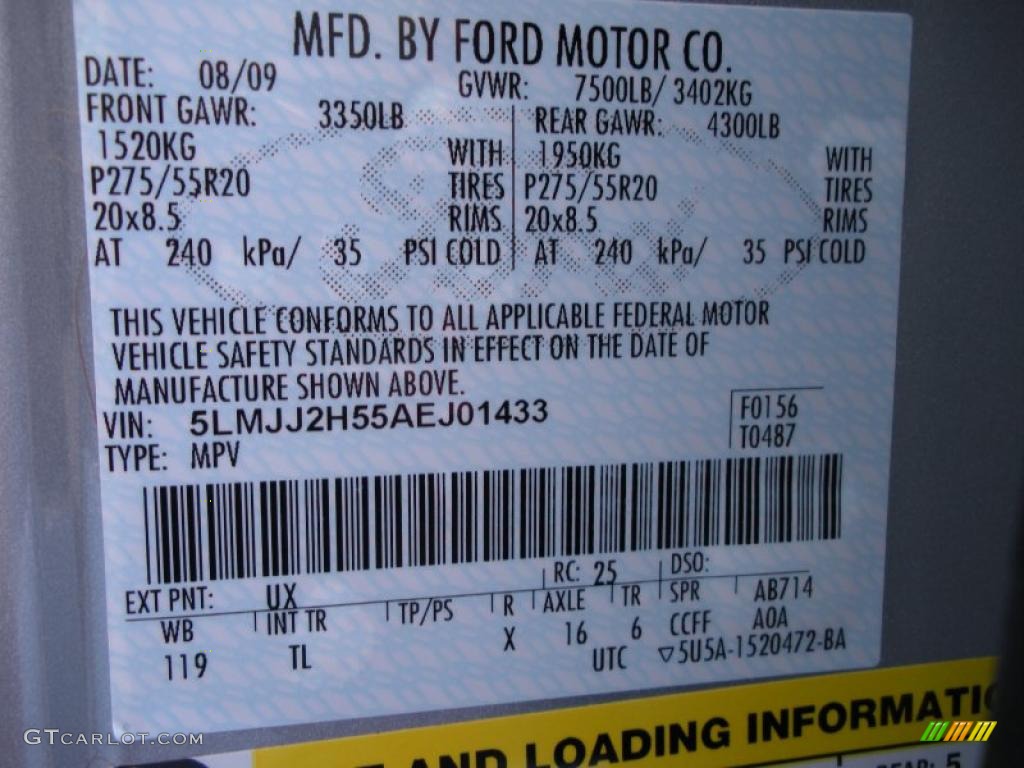 MFD. BY FORD MOTOR CO.
DATE: 08/09 GVWR: 7500LB/ 3402KG
FRONT GAWR: 3350LB REAR GAWR: 4300LB
1520KG WITH 1950KG WITH
P275/55R20 TIRES P275/55R20 TIRES
20x8.5 RIMS 20x8.5 RIMS
AT 240 kPa/ 35 PSI COLD AT 240 kPa/ 35 PSI COLD
THIS VEHICLE CONFORMS TO ALL APPLICABLE FEDERAL MOTOR
VEHICLE SAFETY STANDARDS IN EFFECT ON THE DATE OF
MANUFACTURE SHOWN ABOVE.
VIN: 5LMJJ2H55AEJ01433 F0156
TYPE: MPV T0487
EXT PNT: UX RC: 25 DSO:
WB INT TR TP/PS R AXLE TR SPR AB714
119 TL X 16 6 CCFF A0A
UTC ▽5U5A-1520472-BA
AND LOADING INFORMATIO
REAR: 5
GTCARLOT.COM